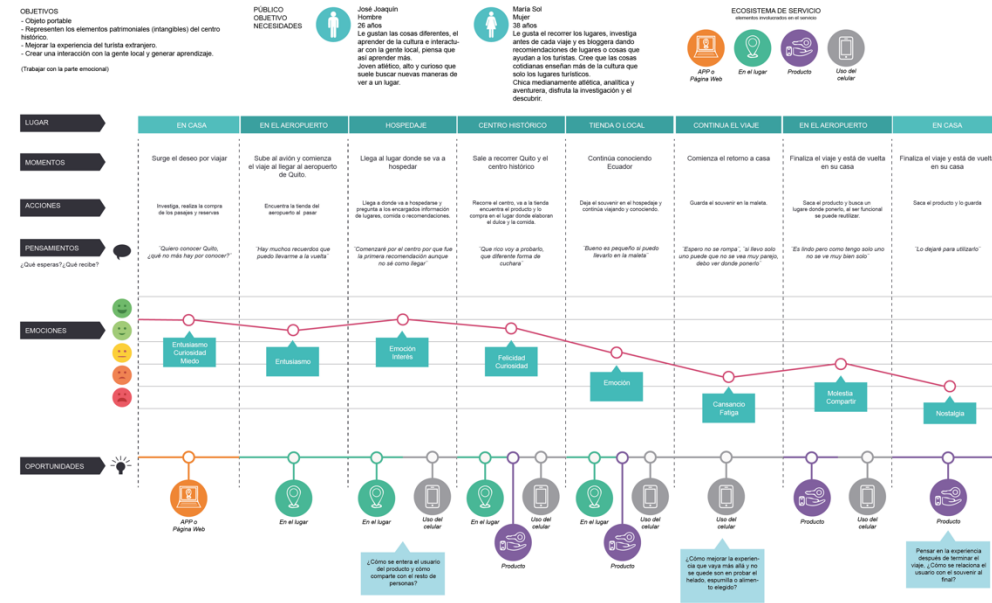 OBJETIVOS
- Objeto portable
- Representen los elementos patrimoniales (intangibles) del centro
histórico.
- Mejorar la experiencia del turista extranjero.
- Crear una interacción con la gente local y generar aprendizaje.
(Trabajar con la parte emocional)
PÚBLICO
OBJETIVO
NECESIDADES
José Joaquín
Hombre
26 años
Le gustan las cosas diferentes, el
aprender de la cultura e interactu-
ar con la gente local, piensa que
así aprender más.
Joven atlético, alto y curioso que
suele buscar nuevas maneras de
ver a un lugar.
María Sol
Mujer
38 años
Le gusta el recorrer los lugares, investiga
antes de cada viaje y es bloggera dando
recomendaciones de lugares o cosas que
ayudan a los turistas. Cree que las cosas
cotidianas enseñan más de la cultura que
solo los lugares turísticos.
Chica medianamente atlética, analítica y
aventurera, disfruta la investigación y el
descubrir.
ECOSISTEMA DE SERVICIO
elementos involucrados en el servicio
APP o
Página Web
En el lugar
Producto
Uso del
celular
LUGAR
EN CASA
EN EL AEROPUERTO
HOSPEDAJE
CENTRO HISTÓRICO
TIENDA O LOCAL
CONTINUA EL VIAJE
EN EL AEROPUERTO
EN CASA
MOMENTOS
Surge el deseo por viajar
Sube al avión y comienza
el viaje al llegar al aeropuerto
de Quito.
Llega al lugar donde se va a
hospedar
Sale a recorrer Quito y el
centro histórico
Continúa conociendo
Ecuador
Comienza el retorno a casa
Finaliza el viaje y está de vuelta
en su casa
Finaliza el viaje y está de vuelta
en su casa
ACCIONES
Investiga, realiza la compra
de los pasajes y reservas
Encuentra la tienda del
aeropuerto al pasar
Llega a donde va a hospedarse y
pregunta a los encargados información
de lugares, comida o recomendaciones.
Recorre el centro, va a la tienda
encuentra el producto y lo
compra en el lugar donde elaboran
el dulce y la comida.
Deja el souvenir en el hospedaje y
continua viajando y conociendo.
Guarda el souvenir en la maleta.
Saca el producto y busca un
lugar donde ponerlo, al ser funcional
se puede reutilizar.
Saca el producto y lo guarda
PENSAMIENTOS
¿Qué esperas?¿Qué recibe?
¨Quiero conocer Quito,
¿qué no más hay por conocer?¨
¨Hay muchos recuerdos que
puedo llevarme a la vuelta¨
¨Comenzaré por el centro por que fue
la primera recomendación aunque
no sé como llegar¨
¨Que rico voy a probarlo,
que diferente forma de
cuchara¨
¨Bueno es pequeño si puedo
llevarlo en la maleta¨
¨Espero no se rompa¨, ¨si llevo solo
uno puede que no se vea muy parejo,
debo ver donde ponerlo¨
¨Es lindo pero como tengo solo uno
no se ve muy bien solo¨
¨Lo dejaré para utilizarlo¨
EMOCIONES
Entusiasmo
Curiosidad
Miedo
Entusiasmo
Emoción
Interés
Felicidad
Curiosidad
Emoción
Cansancio
Fatiga
Molestia
Compartir
Nostalgia
OPORTUNIDADES
APP o
Página Web
En el lugar
En el lugar
Uso del
celular
En el lugar
Producto
Uso del
celular
En el lugar
Producto
Uso del
celular
Uso del
celular
Producto
Uso del
celular
Producto
¿Cómo se entera el usuario
del producto y cómo
comparte con el resto de
personas?
¿Cómo mejorar la experien-
cia que vaya más allá y no
se quede son en probar el
helado, espumilla o alimen-
to elegido?
Pensar en la experiencia
después de terminar el
viaje. ¿Cómo se relaciona el
usuario con el souvenir al
final?